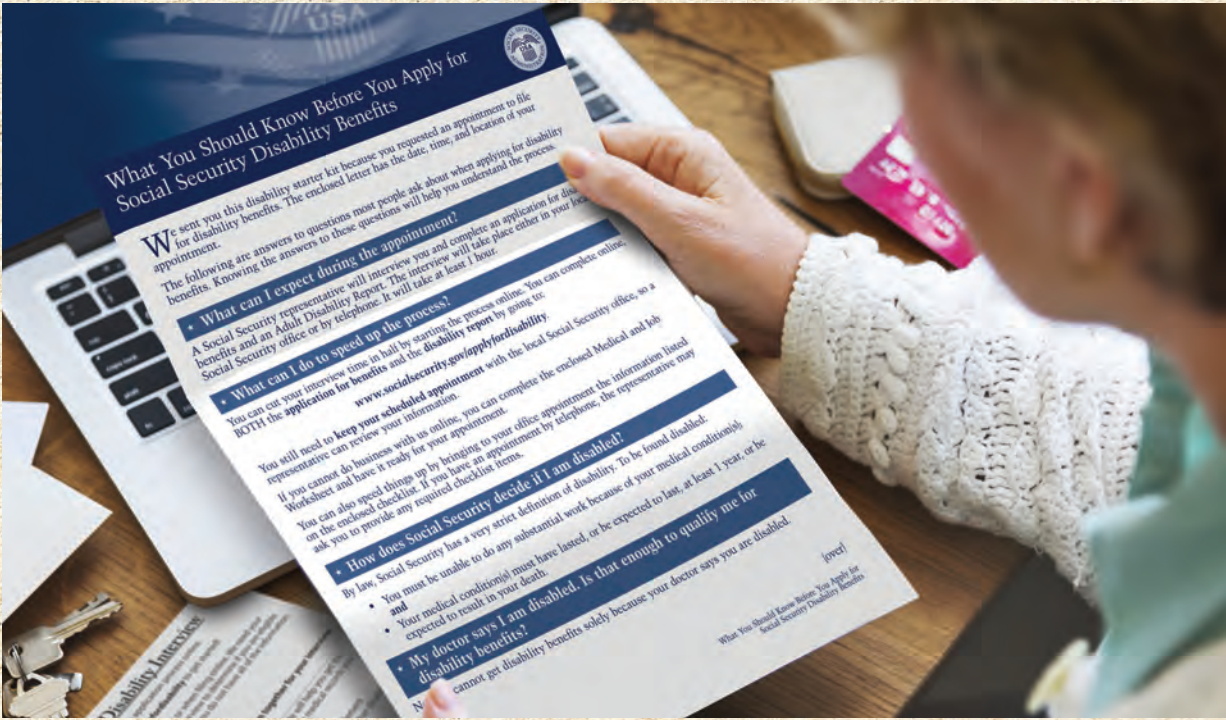 USA
What You Should Know Before You Apply for
Social Security Disability Benefits
We sent you this disability starter kit because you requested an appointment to file
for disability benefits. The enclosed letter has the date, time, and location of your
appointment.
The following are answers to questions most people ask about when applying for disability
benefits. Knowing the answers to these questions will help you understand the process.
What can I expect during the appointment?
A Social Security representative will interview you and complete an application for
benefits and an Adult Disability Report. The interview will take place either in your
Social Security office or by telephone. It will take at least 1 hour.
What can I do to speed up the process?
You can cut your interview time in half by starting the process online. You can complete online,
BOTH the application for benefits and the disability report by going to:
www.socialsecurity.gov/applyfordisability.
You still need to keep your scheduled appointment with the local Social Security office, so a
representative can review your information.
If you cannot do business with us online, you can complete the enclosed Medical and Job
Worksheet and have it ready for your appointment.
You can also speed things up by bringing to your office appointment the information listed
on the enclosed checklist. If you have an appointment by telephone, the representative may
ask you to provide any required checklist items.
How does Social Security decide if I am disabled?
By law, Social Security has a very strict definition of disability. To be found disabled:
• You must be unable to do any substantial work because of your medical condition(s);
and
• Your medical condition(s) must have lasted, or be expected to last, at least 1 year, or be
expected to result in your death.
My doctor says I am disabled. Is that enough to qualify me for
disability benefits?
cannot get disability benefits solely because your doctor says you are disabled.
(over)
What You Should Know Before You Apply for
Social Security Disability Benefits
Disability Interview